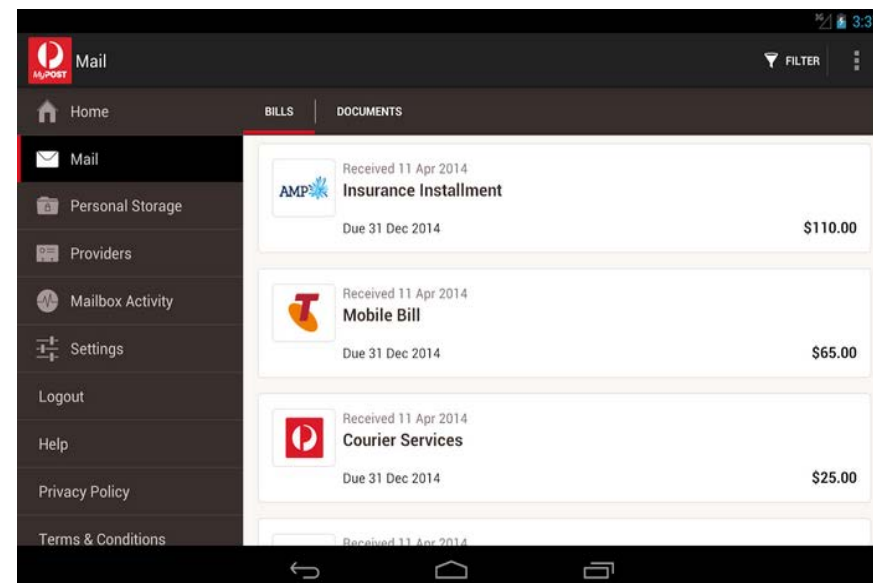 3G 3:3
MyPOST Mail
FILTER
Home
Mail
Personal Storage
Providers
Mailbox Activity
Settings
Logout
Help
Privacy Policy
Terms & Conditions
BILLS
DOCUMENTS
AMP
Received 11 Apr 2014
Insurance Installment
Due 31 Dec 2014
$110.00
T
Received 11 Apr 2014
Mobile Bill
Due 31 Dec 2014
$65.00
Received 11 Apr 2014
Courier Services
Due 31 Dec 2014
$25.00
Received 11 Apr 2014